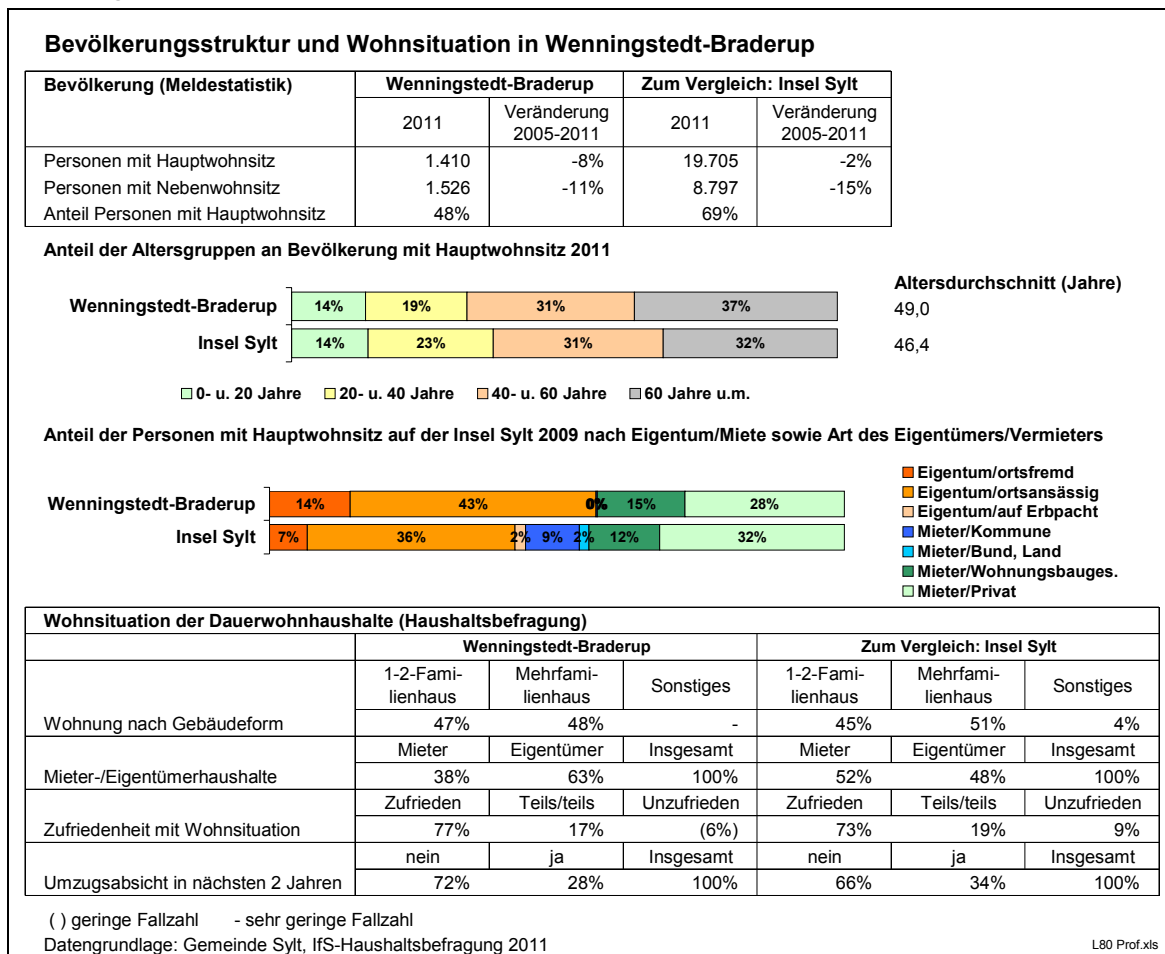 Bevölkerungsstruktur und Wohnsituation in Wenningstedt-Braderup
Bevölkerung (Meldestatistik) Wenningstedt-Braderup Zum Vergleich: Insel Sylt
2011 Veränderung 2005-2011 2011 Veränderung 2005-2011
Personen mit Hauptwohnsitz 1.410 -8% 19.705 -2%
Personen mit Nebenwohnsitz 1.526 -11% 8.797 -15%
Anteil Personen mit Hauptwohnsitz 48% 69%
Anteil der Altersgruppen an Bevölkerung mit Hauptwohnsitz 2011
Altersdurchschnitt (Jahre)
Wenningstedt-Braderup 14% 19% 31% 37% 49,0
Insel Sylt 14% 23% 31% 32% 46,4
0- u. 20 Jahre 20- u. 40 Jahre 40- u. 60 Jahre 60 Jahre u.m.
Anteil der Personen mit Hauptwohnsitz auf der Insel Sylt 2009 nach Eigentum/Miete sowie Art des Eigentümers/Vermieters
Wenningstedt-Braderup 14% 43% 0% 15% 28%
Insel Sylt 7% 36% 2% 9% 2% 12% 32%
Eigentum/ortsfremd
Eigentum/ortsansässig
Eigentum/auf Erbpacht
Mieter/Kommune
Mieter/Bund, Land
Mieter/Wohnungsbauges.
Mieter/Privat
Wohnsituation der Dauerwohnhaushalte (Haushaltsbefragung)
Wenningstedt-Braderup Zum Vergleich: Insel Sylt
1-2-Fami- Mehrfami- Sonstiges 1-2-Fami- Mehrfami- Sonstiges
lienhaus lienhaus lienhaus lienhaus
Wohnung nach Gebäudeform 47% 48% - 45% 51% 4%
Mieter Eigentümer Insgesamt Mieter Eigentümer Insgesamt
Mieter-/Eigentümerhaushalte 38% 63% 100% 52% 48% 100%
Zufrieden Teils/teils Unzufrieden Zufrieden Teils/teils Unzufrieden
Zufriedenheit mit Wohnsituation 77% 17% (6%) 73% 19% 9%
nein ja Insgesamt nein ja Insgesamt
Umzugsabsicht in nächsten 2 Jahren 72% 28% 100% 66% 34% 100%
( ) geringe Fallzahl - sehr geringe Fallzahl
Datengrundlage: Gemeinde Sylt, IfS-Haushaltsbefragung 2011 L80 Prof.xls